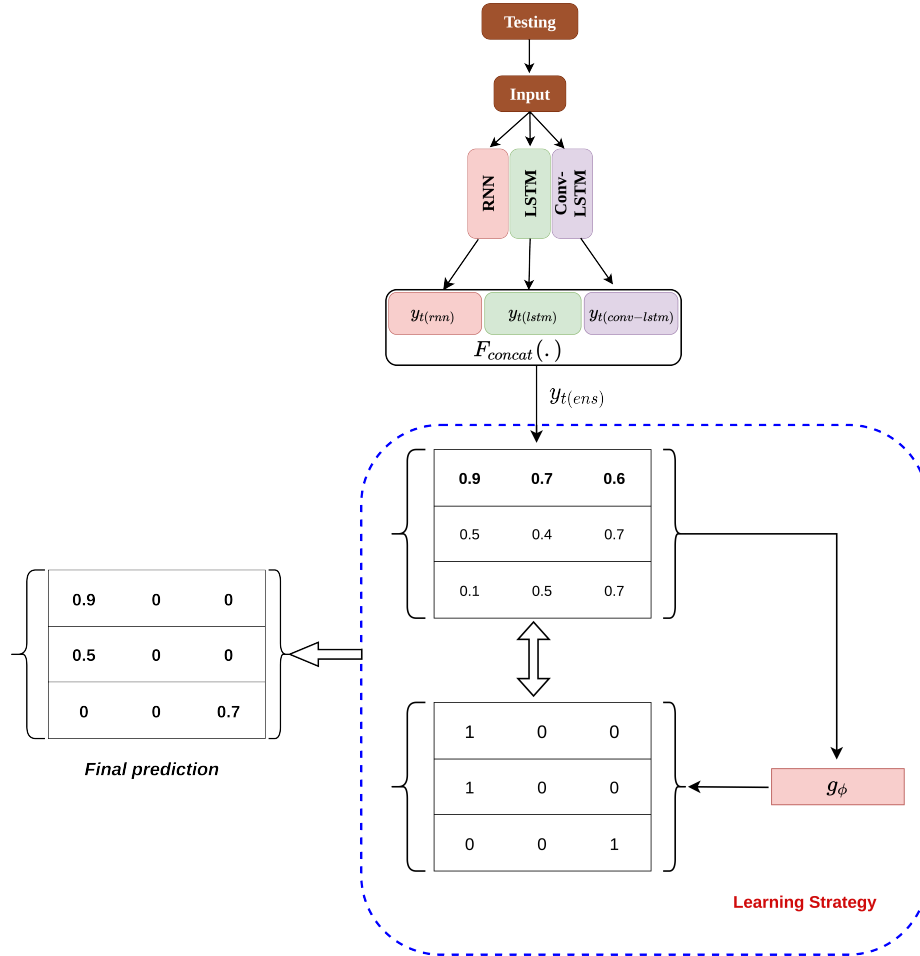 Testing
Input
RNN
LSTM
Conv-
LSTM
y_{t(rnn)} y_{t(lstm)} y_{t(conv-lstm)}
F_{concat}(.)
y_{t(ens)}
0.9 0.7 0.6
0.5 0.4 0.7
0.1 0.5 0.7
0.9 0 0
0.5 0 0
0 0 0.7
Final prediction
1 0 0
1 0 0
0 0 1
g_ϕ
Learning Strategy